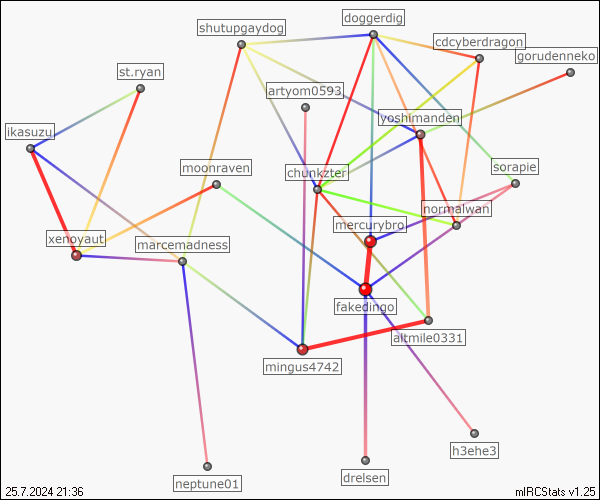 doggerdig
shutupgaydog
cdcyberdragon
gorudenneko
st.ryan
artyom0593
yoshimanden
ikasuzu
moonraven
chunkzter
sorapie
normalwan
mercurybro
xenoyaut
marcemadness
fakedingo
altmile0331
mingus4742
h3ehe3
drelsen
neptune01
25.7.2024 21:36
mIRCStats v1.25